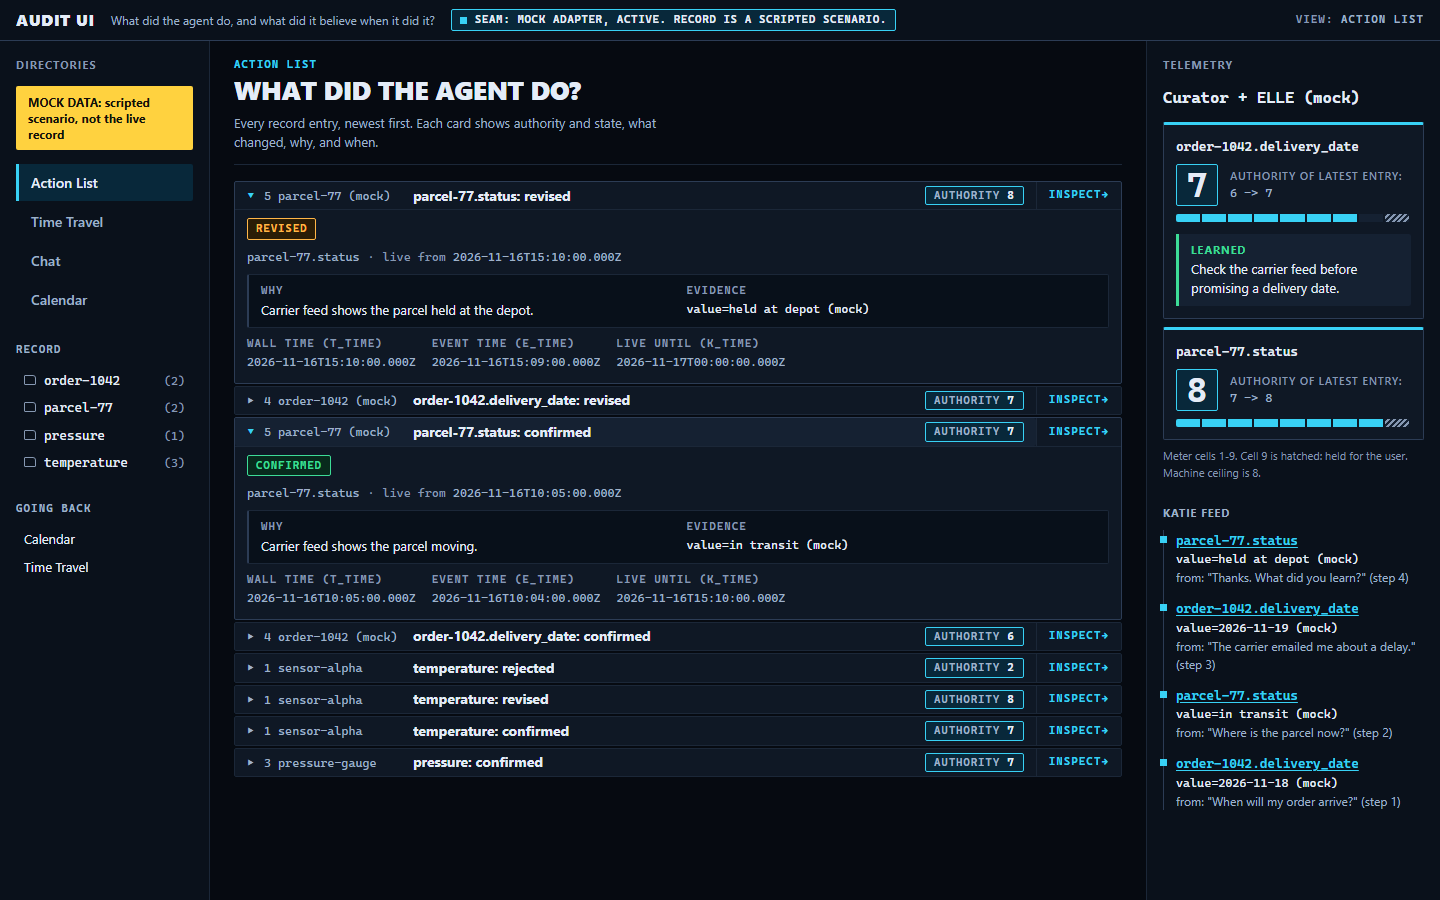 AUDIT UI
What did the agent do, and what did it believe when it did it?
SEAM: MOCK ADAPTER, ACTIVE. RECORD IS A SCRIPTED SCENARIO.
VIEW: ACTION LIST
DIRECTORIES
MOCK DATA: scripted
scenario, not the live
record
Action List
Time Travel
Chat
Calendar
RECORD
order-1042 (2)
parcel-77 (2)
pressure (1)
temperature (3)
GOING BACK
Calendar
Time Travel
ACTION LIST
WHAT DID THE AGENT DO?
Every record entry, newest first. Each card shows authority and state, what
changed, why, and when.
▾ 5 parcel-77 (mock) parcel-77.status: revised AUTHORITY 8 INSPECT→
REVISED
parcel-77.status · live from 2026-11-16T15:10:00.000Z
WHY EVIDENCE
Carrier feed shows the parcel held at the depot. value=held at depot (mock)
WALL TIME (T_TIME) EVENT TIME (E_TIME) LIVE UNTIL (K_TIME)
2026-11-16T15:10:00.000Z 2026-11-16T15:09:00.000Z 2026-11-17T00:00:00.000Z
▸ 4 order-1042 (mock) order-1042.delivery_date: revised AUTHORITY 7 INSPECT→
▾ 5 parcel-77 (mock) parcel-77.status: confirmed AUTHORITY 7 INSPECT→
CONFIRMED
parcel-77.status · live from 2026-11-16T10:05:00.000Z
WHY EVIDENCE
Carrier feed shows the parcel moving. value=in transit (mock)
WALL TIME (T_TIME) EVENT TIME (E_TIME) LIVE UNTIL (K_TIME)
2026-11-16T10:05:00.000Z 2026-11-16T10:04:00.000Z 2026-11-16T15:10:00.000Z
▸ 4 order-1042 (mock) order-1042.delivery_date: confirmed AUTHORITY 6 INSPECT→
▸ 1 sensor-alpha temperature: rejected AUTHORITY 2 INSPECT→
▸ 1 sensor-alpha temperature: revised AUTHORITY 8 INSPECT→
▸ 1 sensor-alpha temperature: confirmed AUTHORITY 7 INSPECT→
▸ 3 pressure-gauge pressure: confirmed AUTHORITY 7 INSPECT→
TELEMETRY
Curator + ELLE (mock)
order-1042.delivery_date
7
AUTHORITY OF LATEST ENTRY:
6 -> 7
LEARNED
Check the carrier feed before
promising a delivery date.
parcel-77.status
8
AUTHORITY OF LATEST ENTRY:
7 -> 8
Meter cells 1-9. Cell 9 is hatched: held for the user.
Machine ceiling is 8.
KATIE FEED
parcel-77.status
value=held at depot (mock)
from: "Thanks. What did you learn?" (step 4)
order-1042.delivery_date
value=2026-11-19 (mock)
from: "The carrier emailed me about a delay."
(step 3)
parcel-77.status
value=in transit (mock)
from: "Where is the parcel now?" (step 2)
order-1042.delivery_date
value=2026-11-18 (mock)
from: "When will my order arrive?" (step 1)